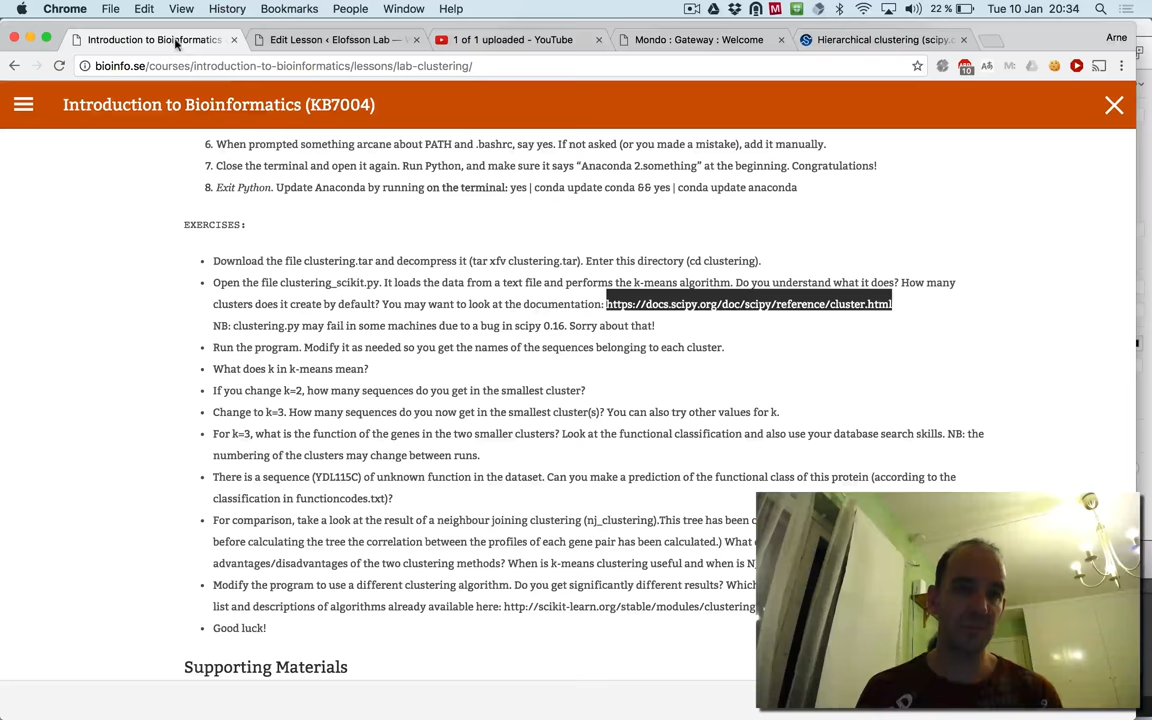 Chrome File Edit View History Bookmarks People Window Help 22 % Tue 10 Jan 20:34
Introduction to Bioinformatics Edit Lesson ‹ Elofsson Lab — 1 of 1 uploaded - YouTube Mondo : Gateway : Welcome Hierarchical clustering (scipy.c Arne
bioinfo.se/courses/introduction-to-bioinformatics/lessons/lab-clustering/ 10
Introduction to Bioinformatics (KB7004)
6. When prompted something arcane about PATH and .bashrc, say yes. If not asked (or you made a mistake), add it manually.
7. Close the terminal and open it again. Run Python, and make sure it says “Anaconda 2.something” at the beginning. Congratulations!
8. Exit Python. Update Anaconda by running on the terminal: yes | conda update conda && yes | conda update anaconda
EXERCISES:
• Download the file clustering.tar and decompress it (tar xfv clustering.tar). Enter this directory (cd clustering).
• Open the file clustering_scikit.py. It loads the data from a text file and performs the k-means algorithm. Do you understand what it does? How many
clusters does it create by default? You may want to look at the documentation: https://docs.scipy.org/doc/scipy/reference/cluster.html
NB: clustering.py may fail in some machines due to a bug in scipy 0.16. Sorry about that!
• Run the program. Modify it as needed so you get the names of the sequences belonging to each cluster.
• What does k in k-means mean?
• If you change k=2, how many sequences do you get in the smallest cluster?
• Change to k=3. How many sequences do you now get in the smallest cluster(s)? You can also try other values for k.
• For k=3, what is the function of the genes in the two smaller clusters? Look at the functional classification and also use your database search skills. NB: the
numbering of the clusters may change between runs.
• There is a sequence (YDL115C) of unknown function in the dataset. Can you make a prediction of the functional class of this protein (according to the
classification in functioncodes.txt)?
• For comparison, take a look at the result of a neighbour joining clustering (nj_clustering).This tree has been
before calculating the tree the correlation between the profiles of each gene pair has been calculated.) What
advantages/disadvantages of the two clustering methods? When is k-means clustering useful and when is
• Modify the program to use a different clustering algorithm. Do you get significantly different results? Which
list and descriptions of algorithms already available here: http://scikit-learn.org/stable/modules/clustering
• Good luck!
Supporting Materials